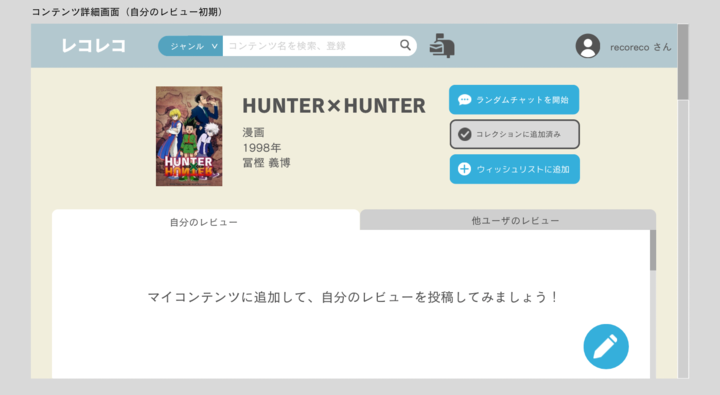 コンテンツ詳細画面（自分のレビュー初期）
レコレコ
ジャンル
コンテンツ名を検索、登録
recoreco さん
HUNTER×HUNTER
漫画
1998年
冨樫 義博
HUNTER
HUNTER
ランダムチャットを開始
コレクションに追加済み
ウィッシュリストに追加
自分のレビュー
他ユーザのレビュー
マイコンテンツに追加して、自分のレビューを投稿してみましょう！